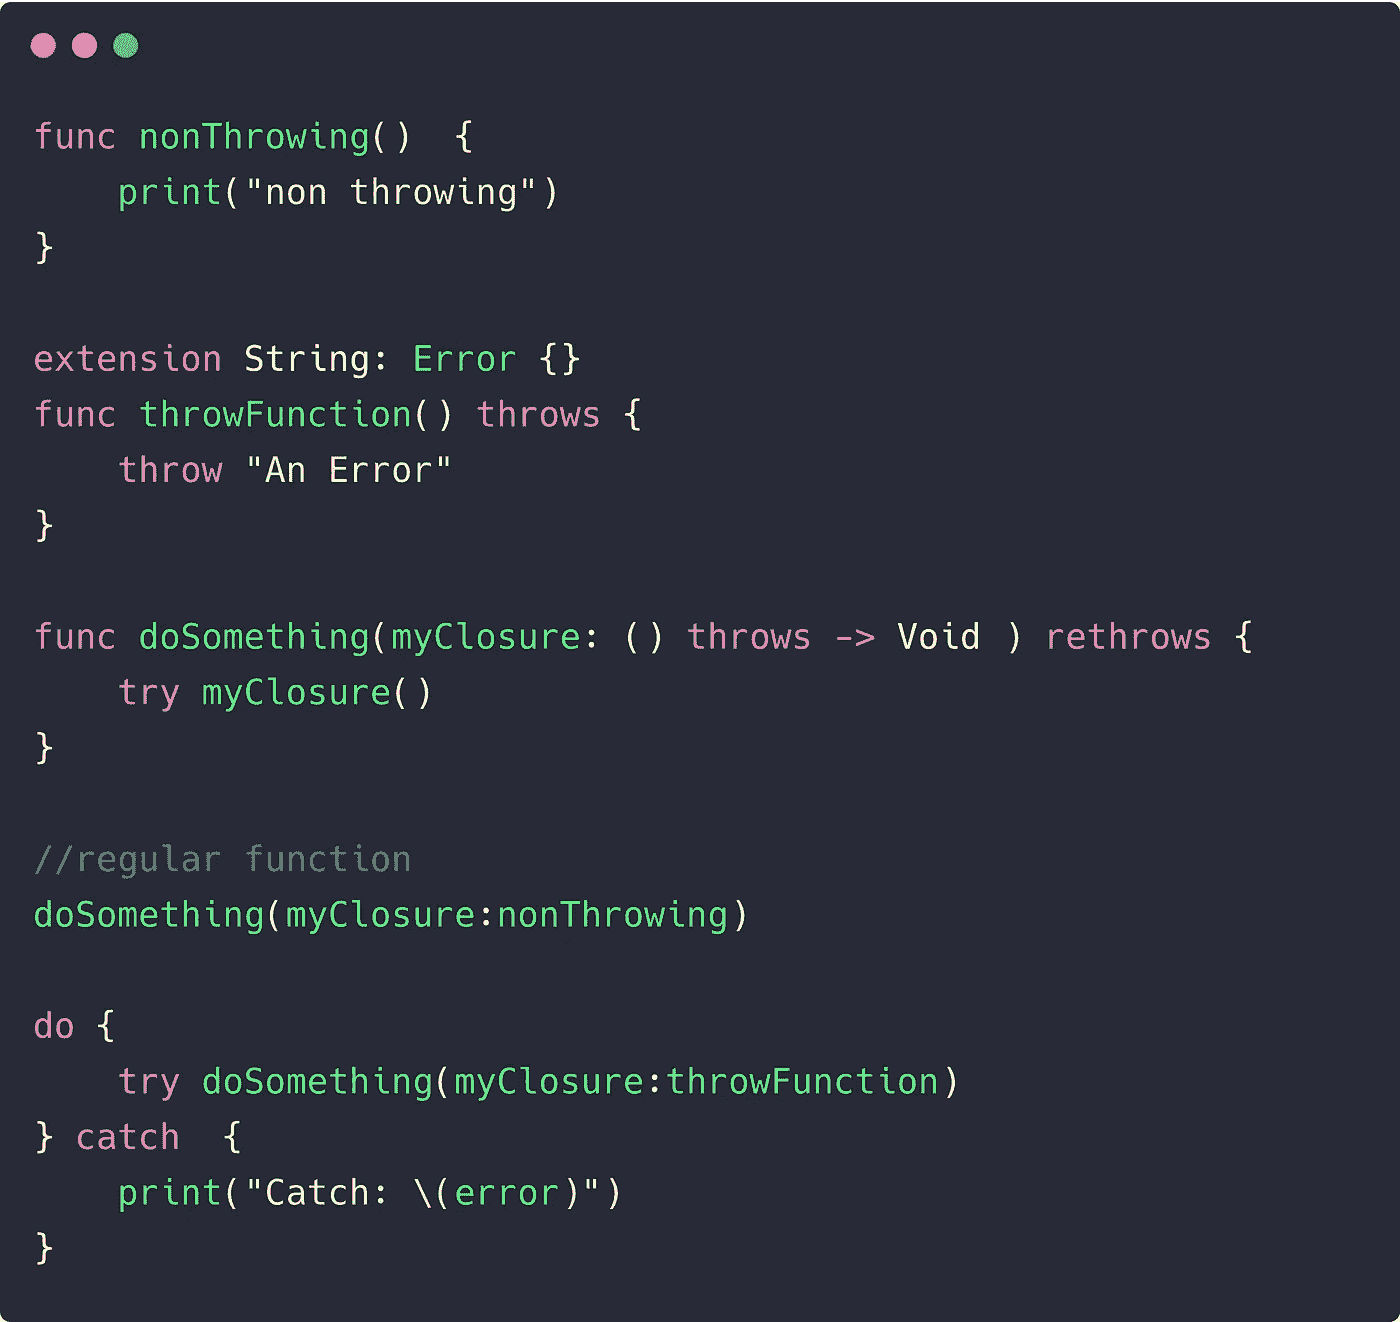 func nonThrowing()  {
    print("non throwing")
}

extension String: Error {}
func throwFunction() throws {
    throw "An Error"
}

func doSomething(myClosure: () throws -> Void ) rethrows {
    try myClosure()
}

//regular function
doSomething(myClosure:nonThrowing)

do {
    try doSomething(myClosure:throwFunction)
} catch  {
    print("Catch: \(error)")
}